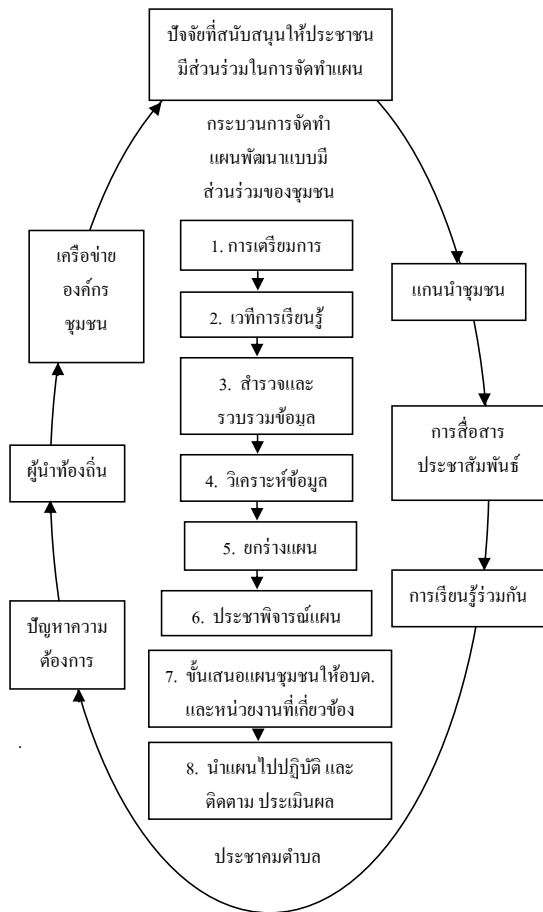 ปัจจัยที่สนับสนุนให้ประชาชน
มีส่วนร่วมในการจัดทำแผน
กระบวนการจัดทำ
แผนพัฒนาแบบมี
ส่วนร่วมของชุมชน
1. การเตรียมการ
2. เวทีการเรียนรู้
3. สำรวจและ
รวบรวมข้อมูล
4. วิเคราะห์ข้อมูล
5. ยกร่างแผน
6. ประชาพิจารณ์แผน
7. ขั้นเสนอแผนชุมชนให้อบต.
และหน่วยงานที่เกี่ยวข้อง
8. นำแผนไปปฏิบัติ และ
ติดตาม ประเมินผล
ประชาคมตำบล
แกนนำชุมชน
การสื่อสาร
ประชาสัมพันธ์
การเรียนรู้ร่วมกัน
ปัญหาความ
ต้องการ
ผู้นำท้องถิ่น
เครือข่าย
องค์กร
ชุมชน